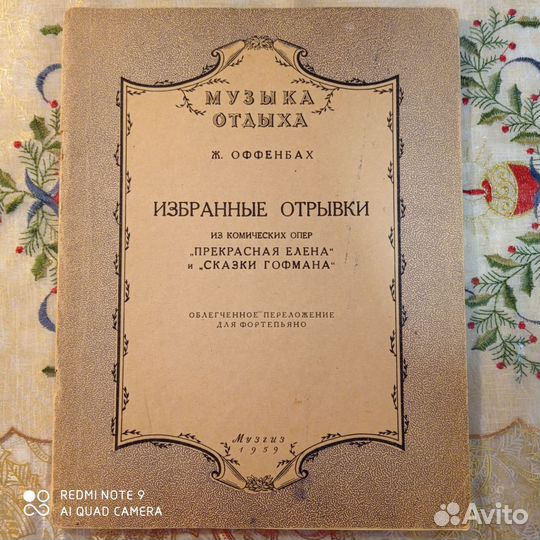 МУЗЫКА
ОТДЫХА
Ж. ОФФЕНБАХ
ИЗБРАННЫЕ ОТРЫВКИ
ИЗ КОМИЧЕСКИХ ОПЕР
„ПРЕКРАСНАЯ ЕЛЕНА“
и „СКАЗКИ ГОФМАНА“
ОБЛЕГЧЕННОЕ ПЕРЕЛОЖЕНИЕ
ДЛЯ ФОРТЕПЬЯНО
Музгиз
1959
REDMI NOTE 9
AI QUAD CAMERA
Avito